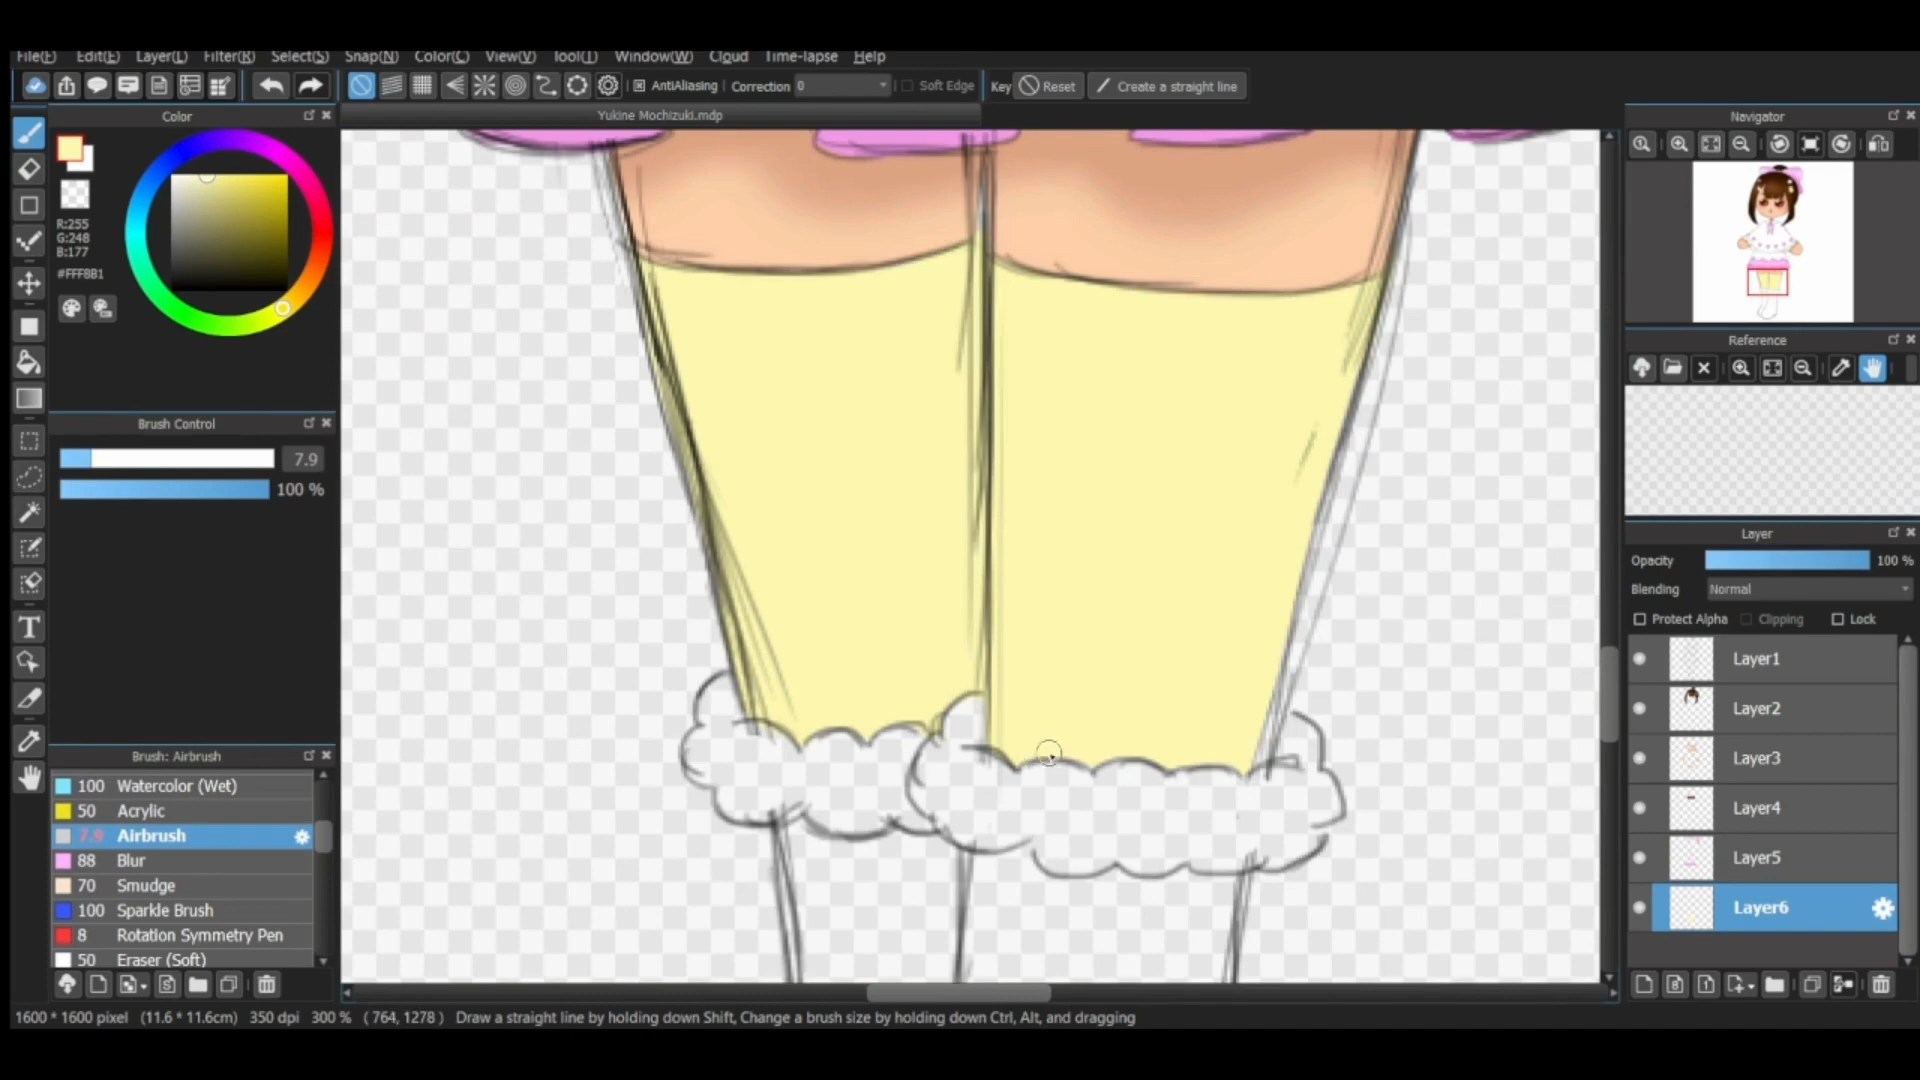 File(F) Edit(E) Layer(L) Filter(R) Select(S) Snap(N) Color(C) View(V) Tool(T) Window(W) Cloud Time-lapse Help
AntiAliasing Correction 0 Soft Edge Key Reset Create a straight line
Color
Yukine Mochizuki.mdp
Navigator
R:255
G:248
B:177
#FFF8B1
Reference
Brush Control
7.9
100 %
Layer
Opacity 100 %
Blending Normal
Protect Alpha Clipping Lock
Layer1
Layer2
Layer3
Layer4
Layer5
Layer6
Brush: Airbrush
100 Watercolor (Wet)
50 Acrylic
7.9 Airbrush
88 Blur
70 Smudge
100 Sparkle Brush
8 Rotation Symmetry Pen
50 Eraser (Soft)
1600 * 1600 pixel (11.6 * 11.6cm) 350 dpi 300 % ( 764, 1278 ) Draw a straight line by holding down Shift, Change a brush size by holding down Ctrl, Alt, and dragging